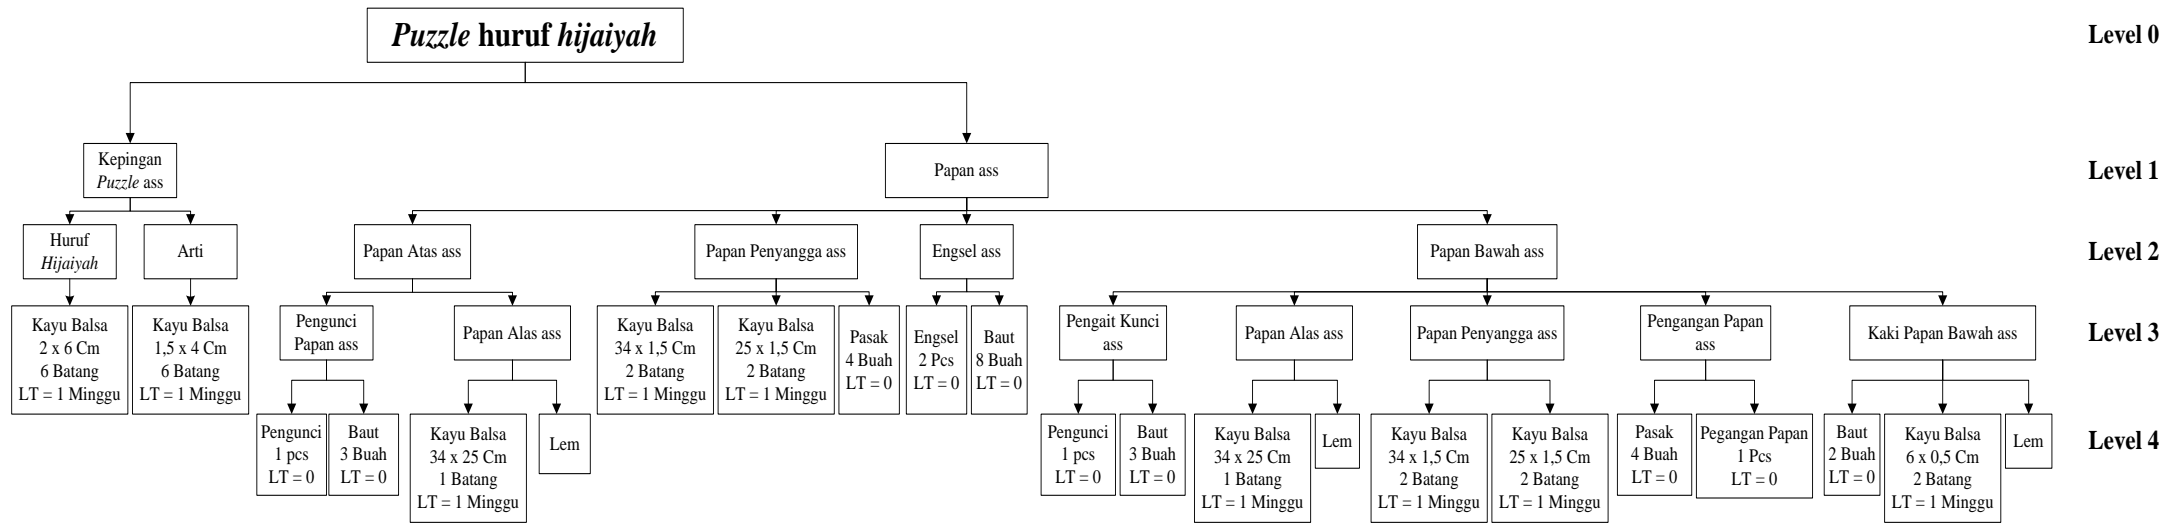 Puzzle huruf hijaiyah
Level 0
Kepingan
Puzzle ass
Papan ass
Level 1
Huruf
Hijaiyah
Arti
Papan Atas ass
Papan Penyangga ass
Engsel ass
Papan Bawah ass
Level 2
Kayu Balsa
2 x 6 Cm
6 Batang
LT = 1 Minggu
Kayu Balsa
1,5 x 4 Cm
6 Batang
LT = 1 Minggu
Pengunci
Papan ass
Papan Alas ass
Kayu Balsa
34 x 1,5 Cm
2 Batang
LT = 1 Minggu
Kayu Balsa
25 x 1,5 Cm
2 Batang
LT = 1 Minggu
Pasak
4 Buah
LT = 0
Engsel
2 Pcs
LT = 0
Baut
8 Buah
LT = 0
Pengait Kunci
ass
Papan Alas ass
Papan Penyangga ass
Pengangan Papan
ass
Kaki Papan Bawah ass
Level 3
Pengunci
1 pcs
LT = 0
Baut
3 Buah
LT = 0
Kayu Balsa
34 x 25 Cm
1 Batang
LT = 1 Minggu
Lem
Pengunci
1 pcs
LT = 0
Baut
3 Buah
LT = 0
Kayu Balsa
34 x 25 Cm
1 Batang
LT = 1 Minggu
Lem
Kayu Balsa
34 x 1,5 Cm
2 Batang
LT = 1 Minggu
Kayu Balsa
25 x 1,5 Cm
2 Batang
LT = 1 Minggu
Pasak
4 Buah
LT = 0
Pegangan Papan
1 Pcs
LT = 0
Baut
2 Buah
LT = 0
Kayu Balsa
6 x 0,5 Cm
2 Batang
LT = 1 Minggu
Lem
Level 4